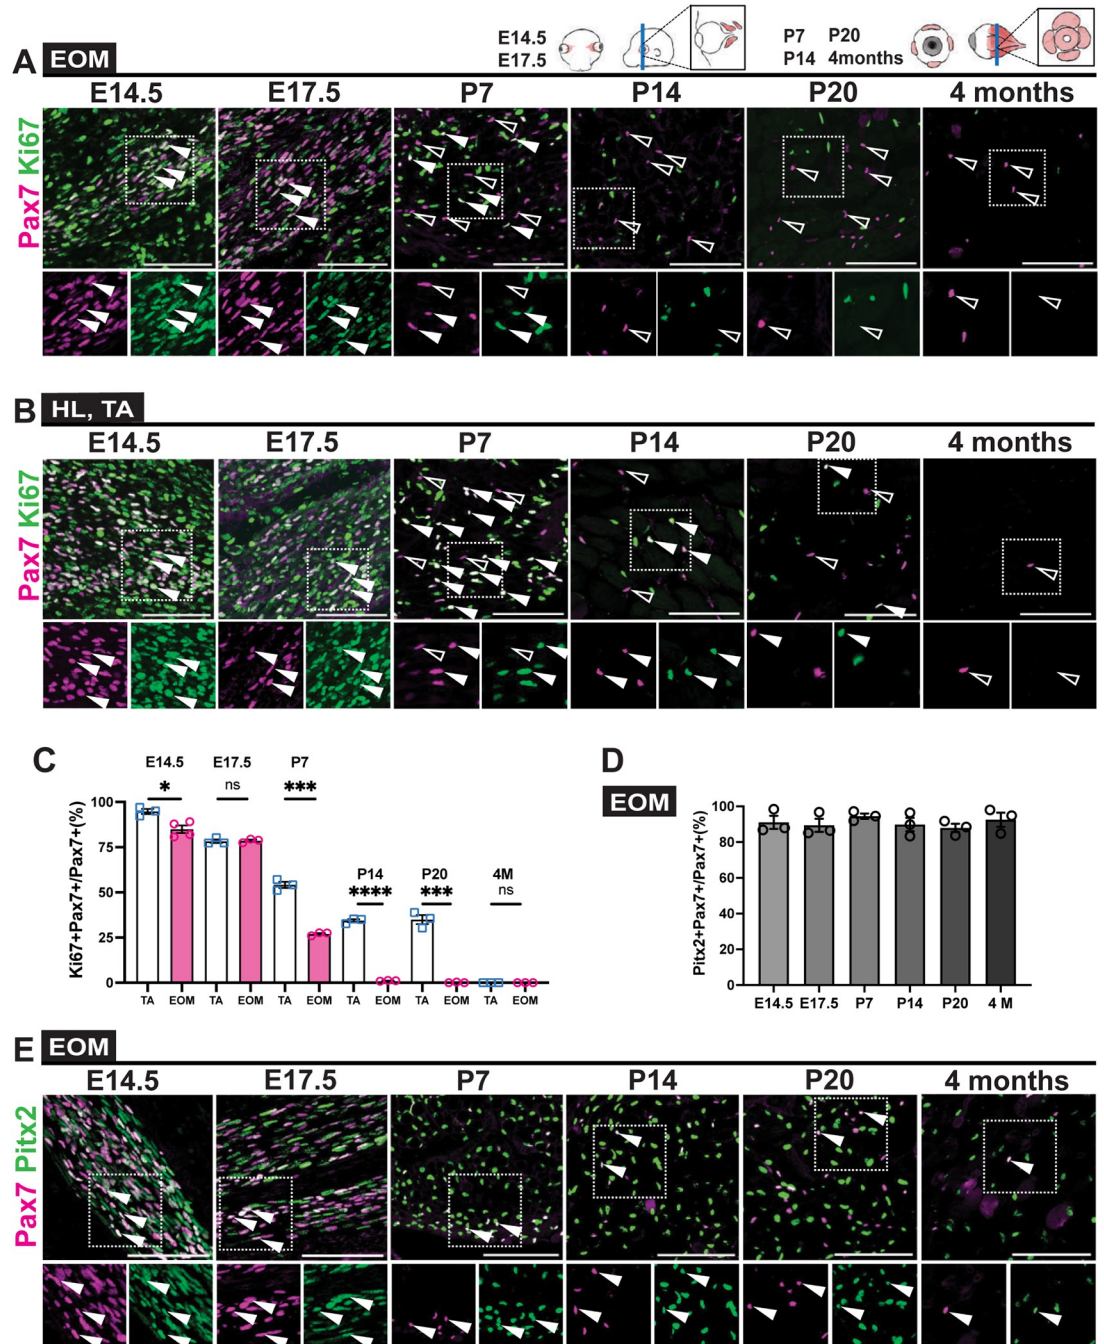 E14.5
E17.5
P7 P20
P14 4months
A EOM
E14.5 E17.5 P7 P14 P20 4 months
Pax7 Ki67
B HL, TA
E14.5 E17.5 P7 P14 P20 4 months
Pax7 Ki67
C
E14.5 E17.5 P7
* ns ***
P14 P20 4M
**** *** ns
Ki67+Pax7+/Pax7+(%)
100
75
50
25
0
TA EOM TA EOM TA EOM TA EOM TA EOM TA EOM
D
EOM
Pitx2+Pax7+/Pax7+(%)
100
80
60
40
20
0
E14.5 E17.5 P7 P14 P20 4 M
E EOM
E14.5 E17.5 P7 P14 P20 4 months
Pax7 Pitx2